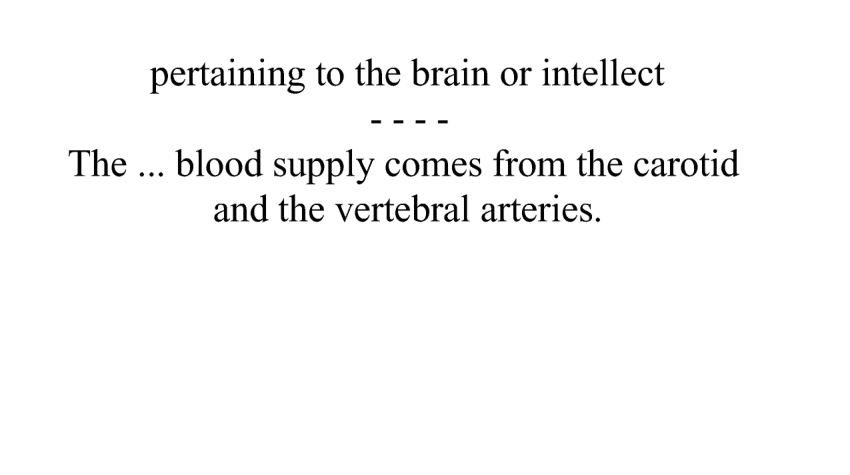 pertaining to the brain or intellect
- - - -
The ... blood supply comes from the carotid
and the vertebral arteries.